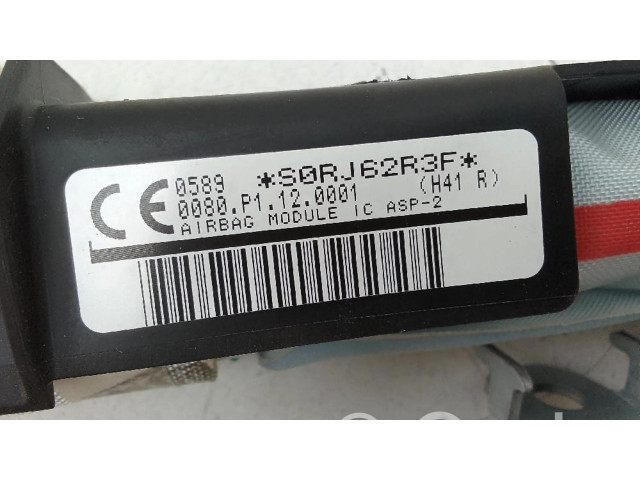 CE 0589 *S0RJ62R3F*
0080.P1.12.0001 (H41 R)
AIRBAG MODULE IC ASP-2